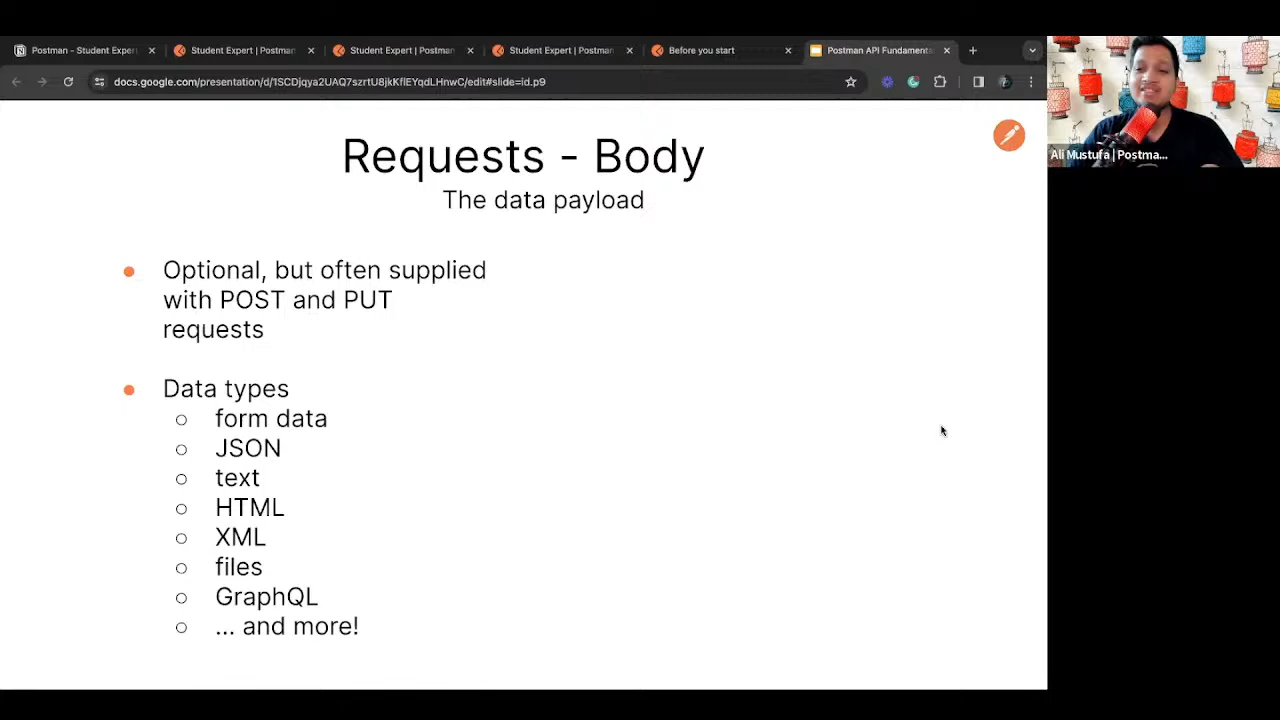 Postman - Student Exper
Student Expert | Postman
Student Expert | Postman
Student Expert | Postman
Before you start
Postman API Fundamenta
docs.google.com/presentation/d/1SCDjqya2UAQ7szrtU8jkKflEYqdLHnwC/edit#slide=id.p9
Ali Mustufa | Postma...
Requests - Body
The data payload
● Optional, but often supplied
with POST and PUT
requests
● Data types
○ form data
○ JSON
○ text
○ HTML
○ XML
○ files
○ GraphQL
○ ... and more!